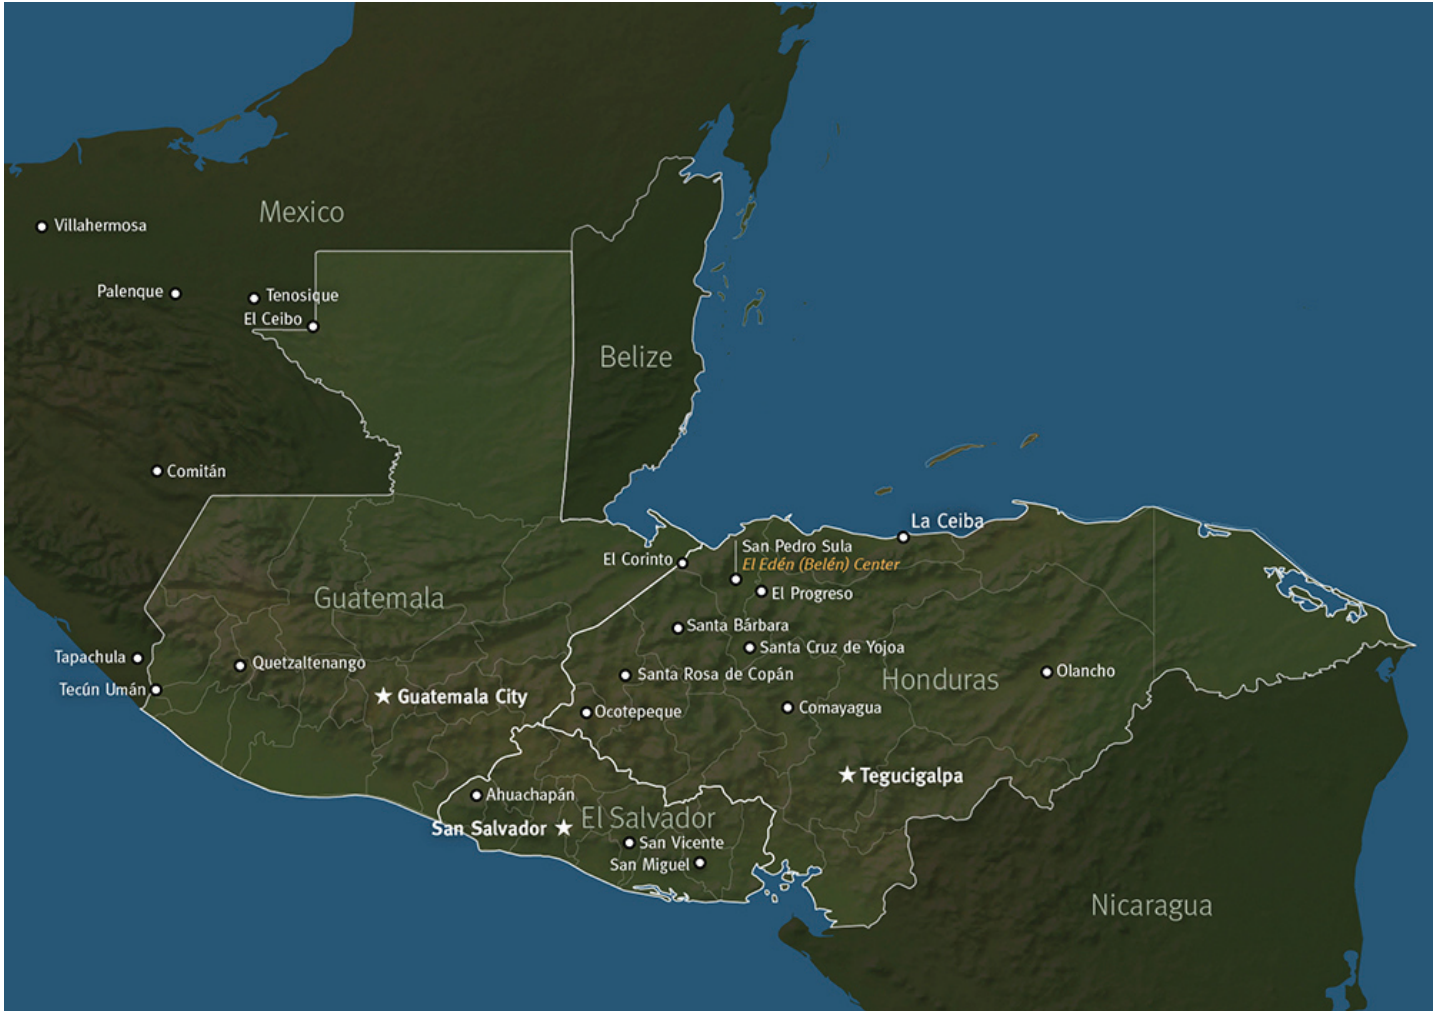 Mexico
Villahermosa
Palenque
Tenosique
El Ceibo
Belize
Comitán
La Ceiba
San Pedro Sula
El Edén (Belén) Center
El Corinto
El Progreso
Guatemala
Santa Bárbara
Santa Cruz de Yojoa
Tapachula
Quetzaltenango
Santa Rosa de Copán
Honduras
Olancho
Tecún Umán
Guatemala City
Ocotepeque
Comayagua
Tegucigalpa
Ahuachapán
El Salvador
San Salvador
San Vicente
San Miguel
Nicaragua